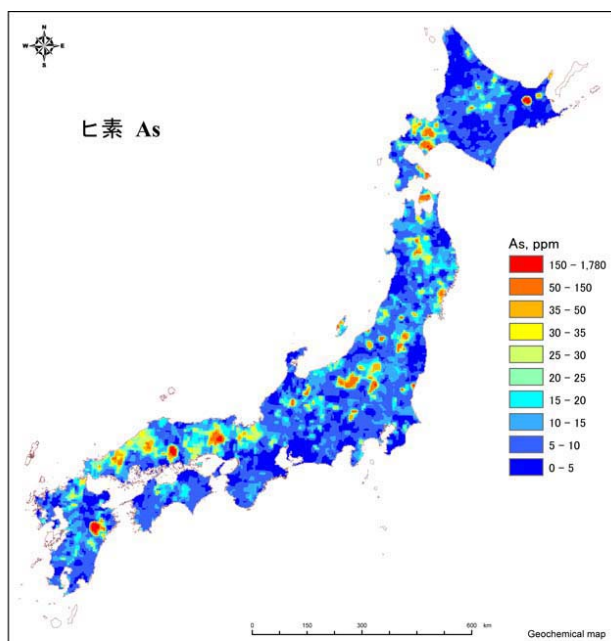 N
W E
S
ヒ素 As
As, ppm
150 - 1,780
50 - 150
35 - 50
30 - 35
25 - 30
20 - 25
15 - 20
10 - 15
5 - 10
0 - 5
0 150 300 600 km
Geochemical map